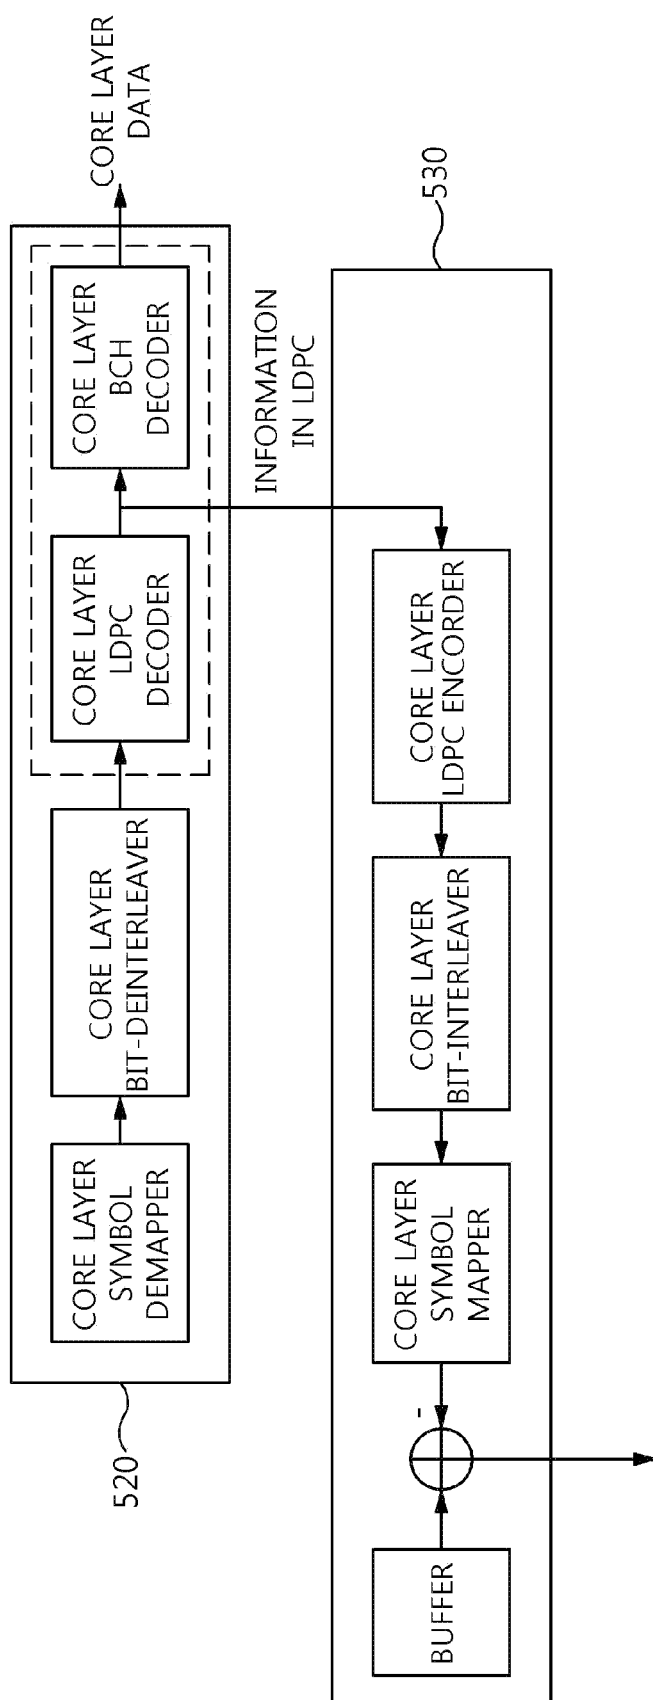 520
CORE LAYER
SYMBOL
DEMAPPER
CORE LAYER
BIT-DEINTERLEAVER
CORE LAYER
LDPC
DECODER
CORE LAYER
BCH
DECODER
CORE LAYER
DATA
INFORMATION
IN LDPC
530
BUFFER
-
CORE LAYER
SYMBOL
MAPPER
CORE LAYER
BIT-INTERLEAVER
CORE LAYER
LDPC ENCORDER